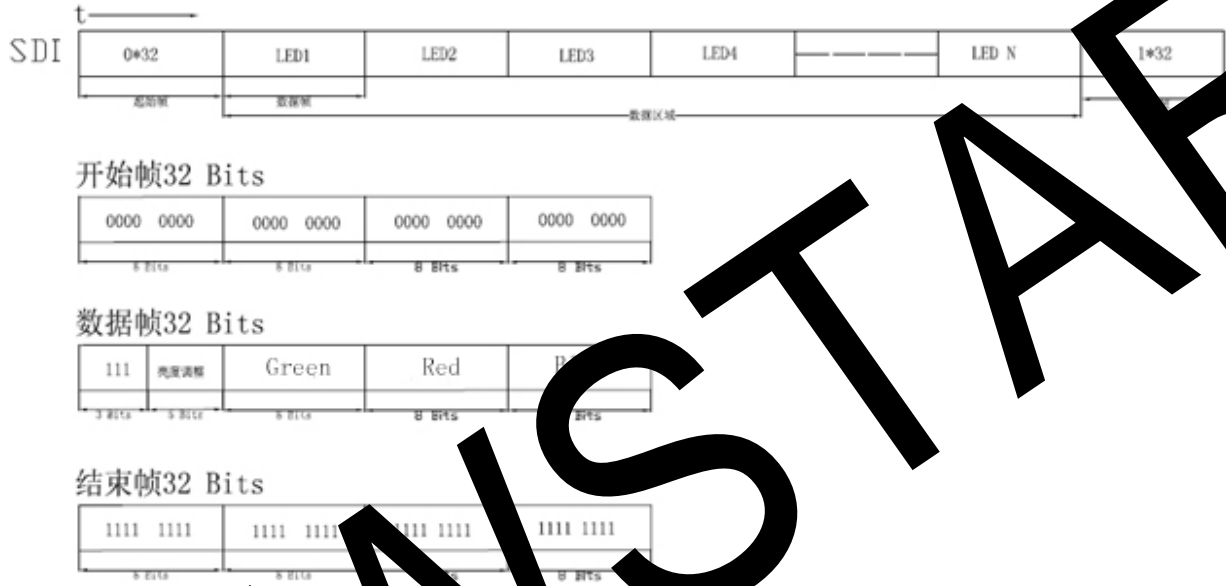 t
SDI 0*32 LED1 LED2 LED3 LED4 LED N 1*32
起始帧 数据帧
数据区域
开始帧32 Bits
0000 0000 0000 0000 0000 0000 0000 0000
8 Bits 8 Bits 8 Bits 8 Bits
数据帧32 Bits
111 亮度调整 Green Red
3 Bits 5 Bits 8 Bits 8 Bits Bits
结束帧32 Bits
1111 1111 1111 1111 1111 1111 1111 1111
8 Bits 8 Bits 8 Bits
WSTAR